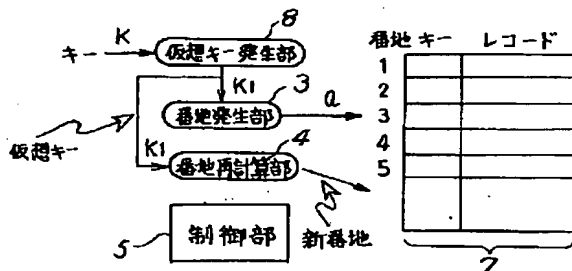 8
キー K 仮想キー発生部
K1
3
番地発生部 a
仮想キー
K1
4
番地再計算部
新番地
5 制御部
番地 キー レコード
1
2
3
4
5
2